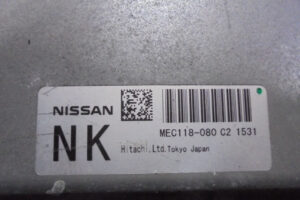 NISSAN
MEC118-080 C2 1531
NK
Hitachi,Ltd.Tokyo Japan